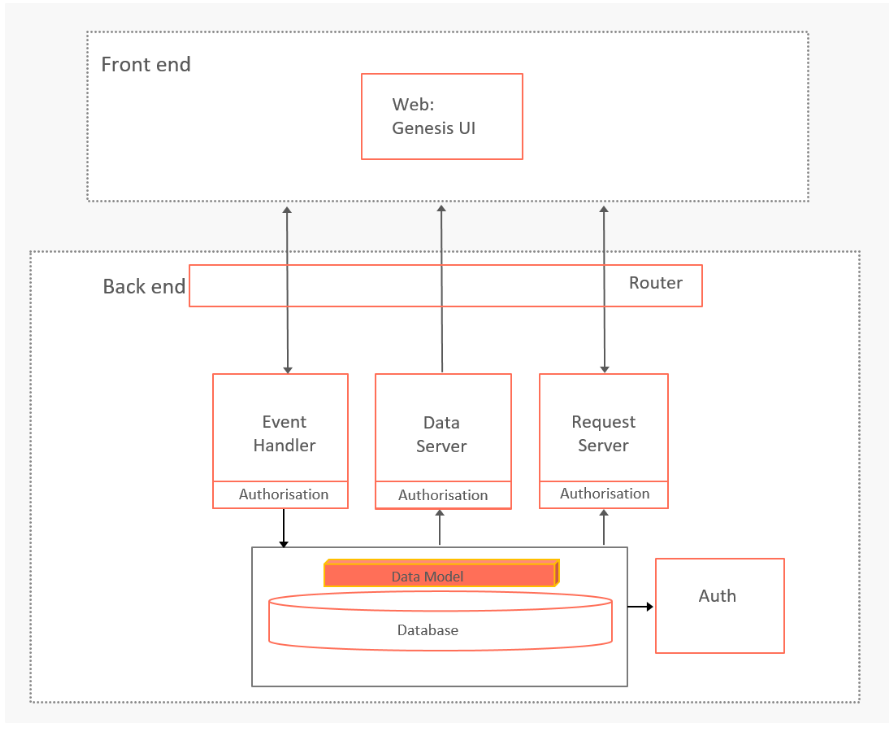 Front end
Web:
Genesis UI
Back end
Router
Event
Handler
Authorisation
Data
Server
Authorisation
Request
Server
Authorisation
Data Model
Database
Auth